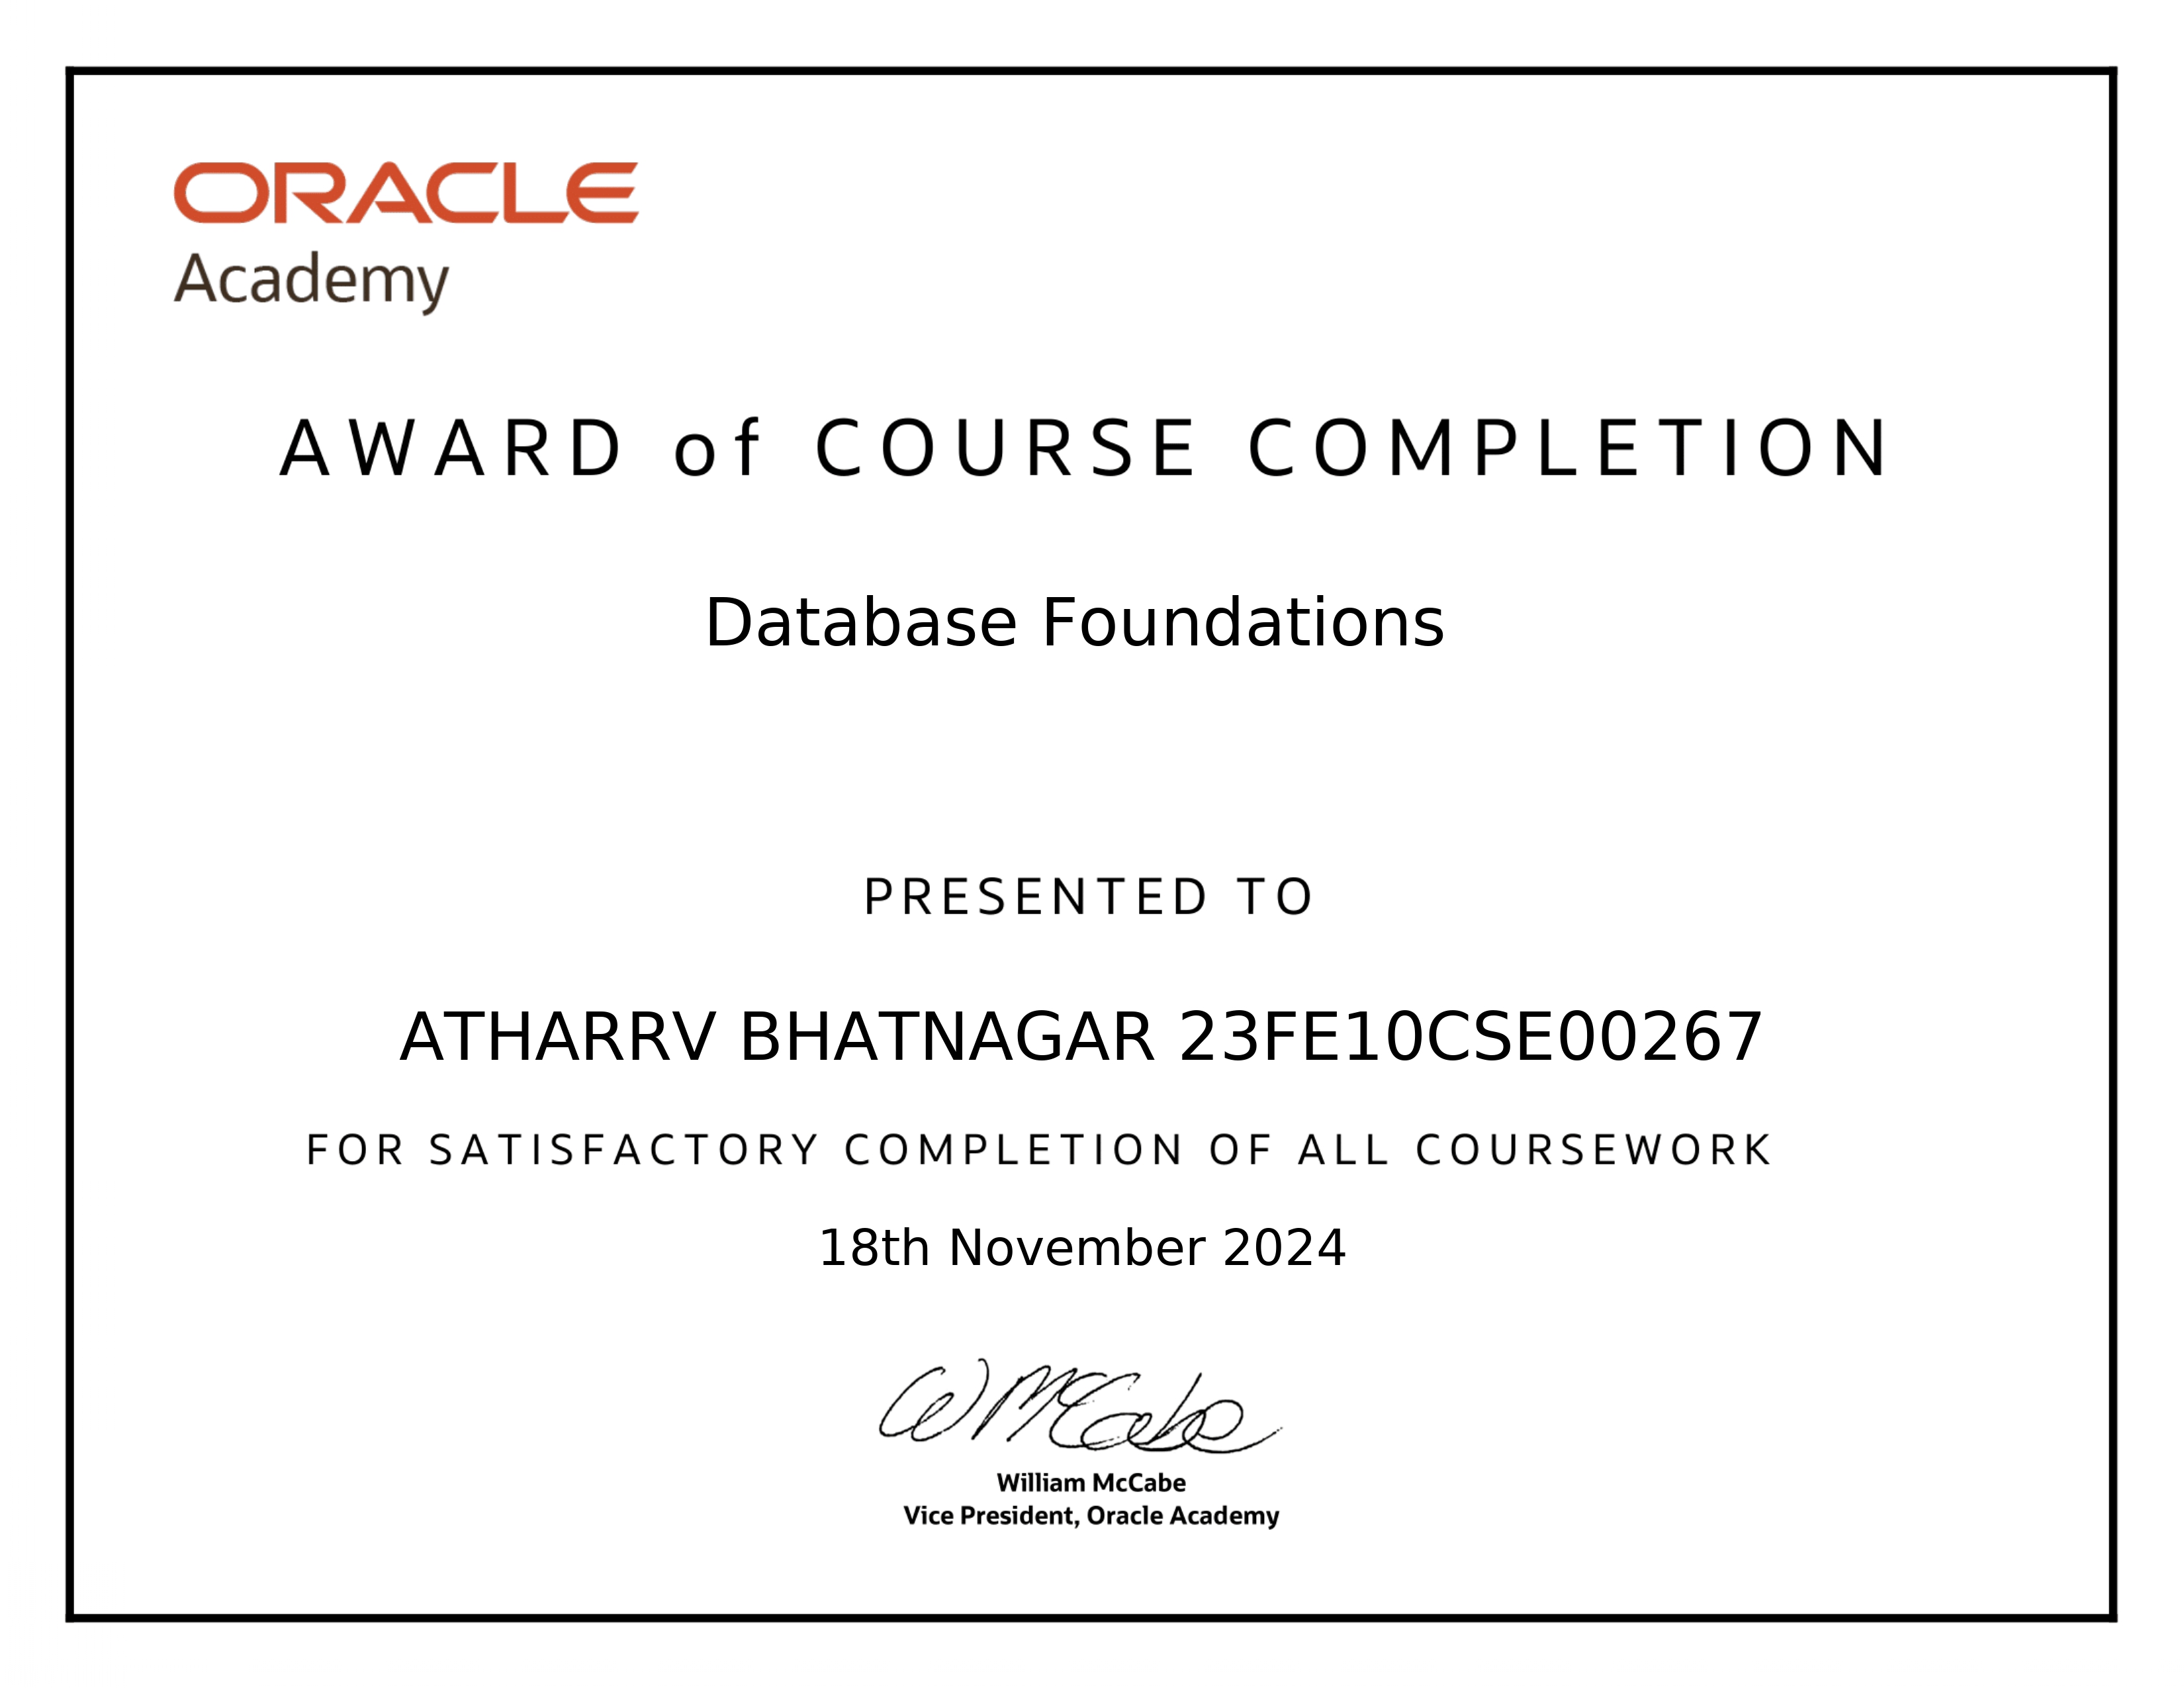 ORACLE
Academy
AWARD of COURSE COMPLETION
Database Foundations
PRESENTED TO
ATHARRV BHATNAGAR 23FE10CSE00267
FOR SATISFACTORY COMPLETION OF ALL COURSEWORK
18th November 2024
W McCabe
William McCabe
Vice President, Oracle Academy